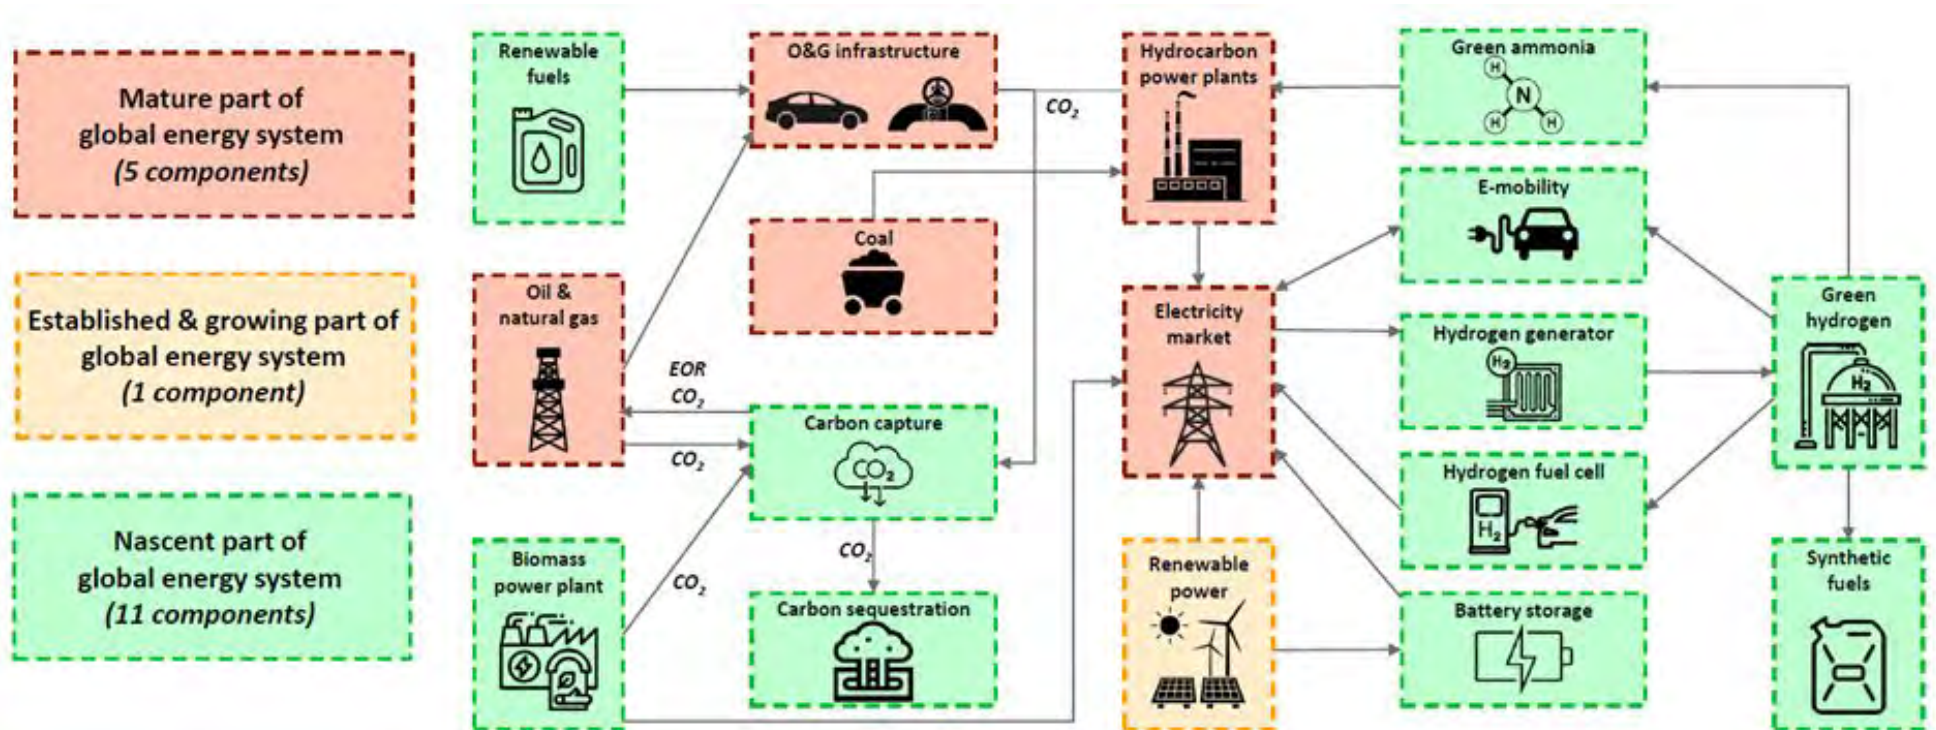 Mature part of
global energy system
(5 components)
Established & growing part of
global energy system
(1 component)
Nascent part of
global energy system
(11 components)
Renewable
fuels
O&G infrastructure
Hydrocarbon
power plants
Green ammonia
H
N
H
H
CO2
E-mobility
Coal
Oil &
natural gas
Electricity
market
Hydrogen generator
H2
Green
hydrogen
H2
EOR
CO2
Carbon capture
CO2
CO2
Hydrogen fuel cell
H2
CO2
Biomass
power plant
CO2
Carbon sequestration
Renewable
power
Battery storage
Synthetic
fuels